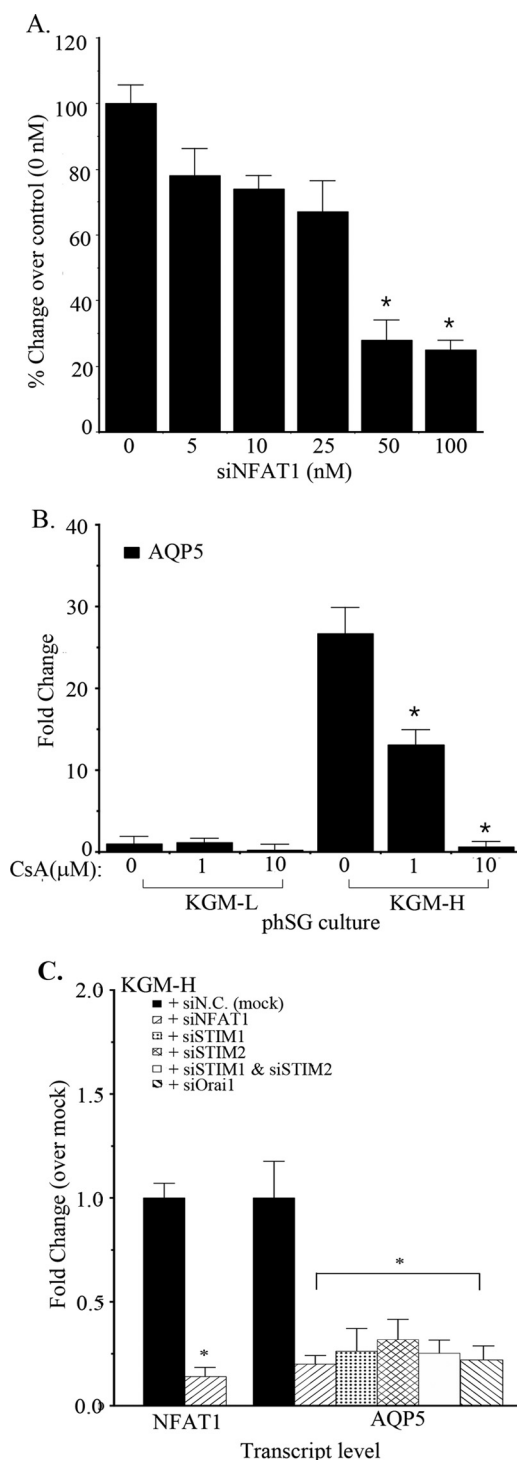 A.
120
100
80
60
40
20
0
% Change over control (0 nM)
* *
0 5 10 25 50 100
siNFAT1 (nM)
B.
40
30
20
10
0
Fold Change
AQP5
* *
CsA(μM): 0 1 10 0 1 10
KGM-L KGM-H
phSG culture
C.
KGM-H
2.0
1.5
1.0
0.5
0.0
Fold Change (over mock)
+ siN.C. (mock)
+ siNFAT1
+ siSTIM1
+ siSTIM2
+ siSTIM1 & siSTIM2
+ siOrai1
* *
NFAT1 AQP5
Transcript level